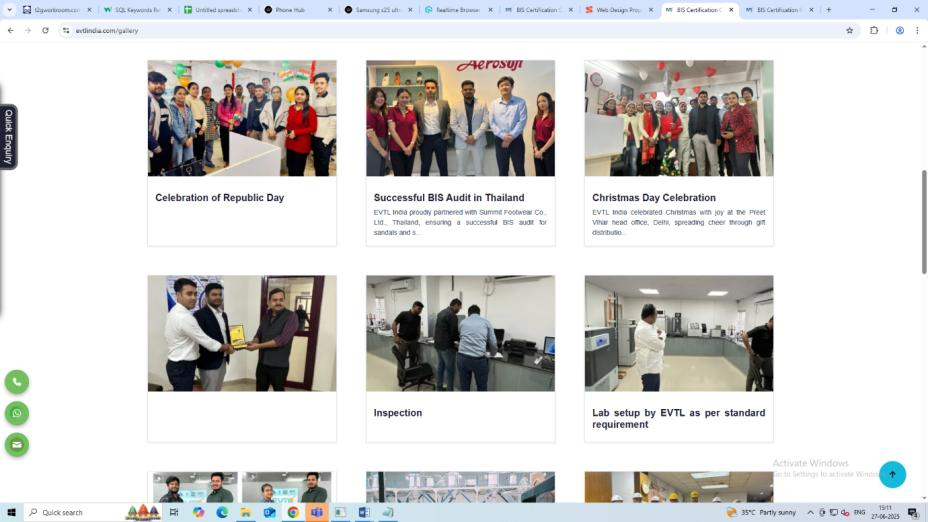 t2gworkroom.com
SQL Keywords Ref
Untitled spreadsh
Phone Hub
Samsung s25 ultr
Realtime Browser
BIS Certification C
Web Design Prop
BIS Certification C
BIS Certification
evtlindia.com/gallery
Quick Enquiry
Aerosoft
Celebration of Republic Day
Successful BIS Audit in Thailand
Christmas Day Celebration
EVTL India proudly partnered with Summit Footwear Co.,
Ltd., Thailand, ensuring a successful BIS audit for
sandals and s...
EVTL India celebrated Christmas with joy at the Preet
Vihar head office, Delhi, spreading cheer through gift
distributio...
Inspection
Lab setup by EVTL as per standard
requirement
Activate Windows
Go to Settings to activate Windows
Quick search
35°C Partly sunny
ENG
15:11
27-06-2025